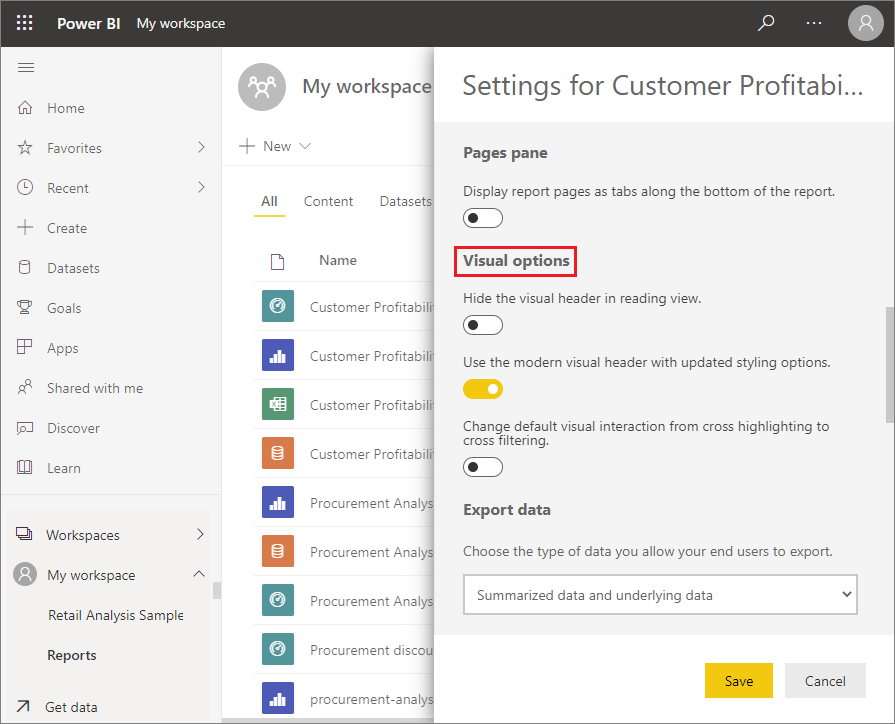 Power BI My workspace
Home
Favorites
Recent
Create
Datasets
Goals
Apps
Shared with me
Discover
Learn
Workspaces
My workspace
Retail Analysis Sample
Reports
Get data
My workspace
New
All Content Datasets
Name
Customer Profitabili
Customer Profitabili
Customer Profitabili
Customer Profitabili
Procurement Analys
Procurement Analys
Procurement Analys
Procurement discou
procurement-analys
Settings for Customer Profitabi...
Pages pane
Display report pages as tabs along the bottom of the report.
Visual options
Hide the visual header in reading view.
Use the modern visual header with updated styling options.
Change default visual interaction from cross highlighting to
cross filtering.
Export data
Choose the type of data you allow your end users to export.
Summarized data and underlying data
Save Cancel